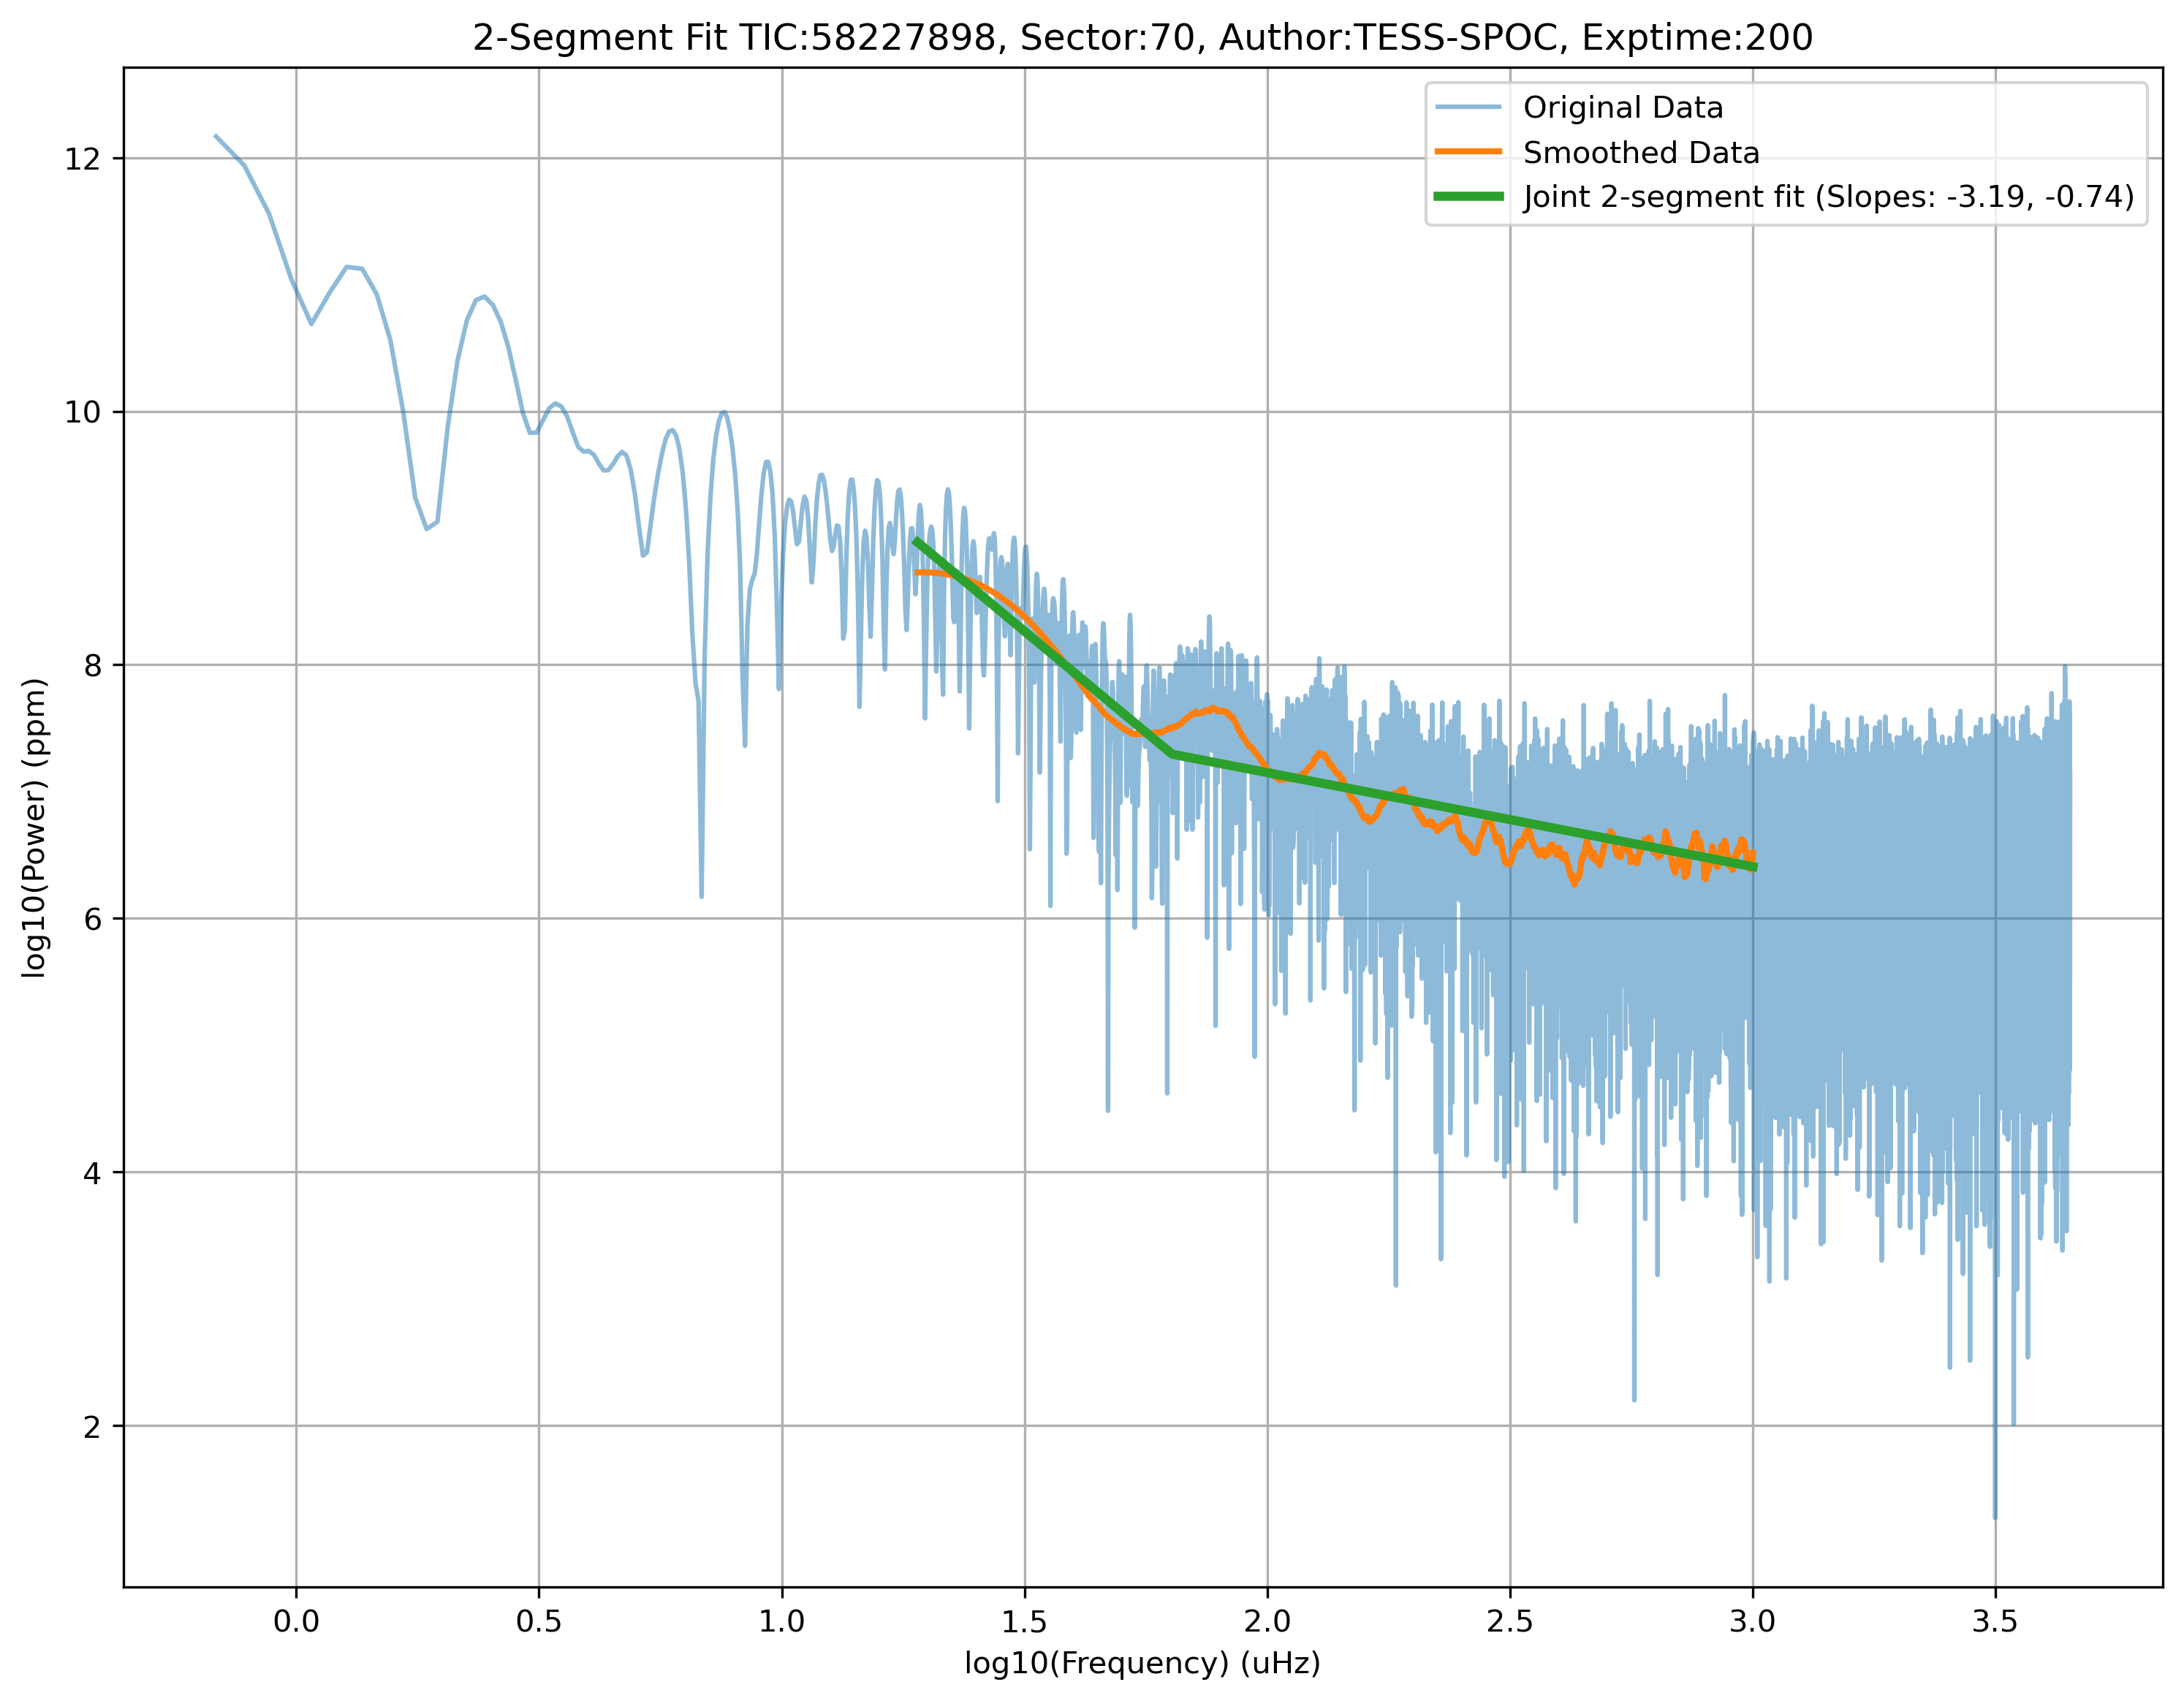 2-Segment Fit TIC:58227898, Sector:70, Author:TESS-SPOC, Exptime:200
Original Data
Smoothed Data
Joint 2-segment fit (Slopes: -3.19, -0.74)
log10(Power) (ppm)
12
10
8
6
4
2
0.0 0.5 1.0 1.5 2.0 2.5 3.0 3.5
log10(Frequency) (uHz)